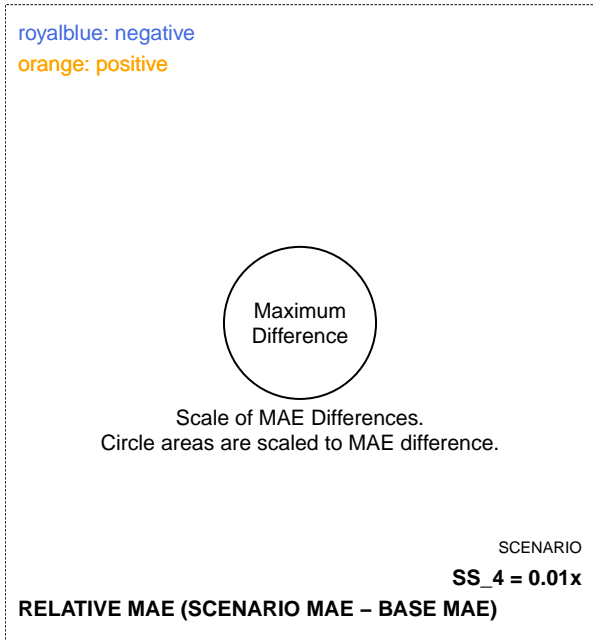 royalblue: negative
orange: positive
Maximum
Difference
Scale of MAE Differences.
Circle areas are scaled to MAE difference.
SCENARIO
SS_4 = 0.01x
RELATIVE MAE (SCENARIO MAE – BASE MAE)